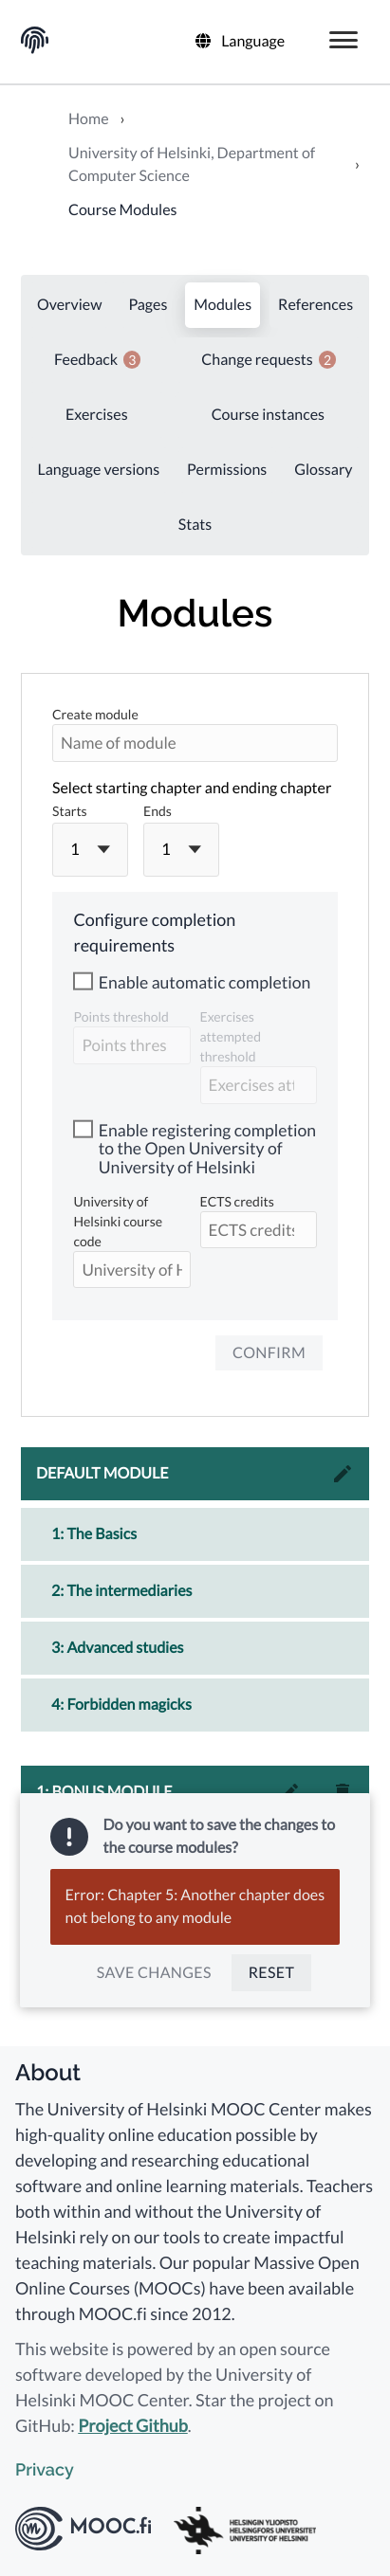 Language
Home ›
University of Helsinki, Department of
Computer Science ›
Course Modules
Overview Pages Modules References
Feedback 3 Change requests 2
Exercises Course instances
Language versions Permissions Glossary
Stats
Modules
Create module
Name of module
Select starting chapter and ending chapter
Starts Ends
1 1
Configure completion
requirements
Enable automatic completion
Points threshold
Points thres
Exercises
attempted
threshold
Exercises att
Enable registering completion
to the Open University of
University of Helsinki
University of
Helsinki course
code
University of H
ECTS credits
ECTS credits
CONFIRM
DEFAULT MODULE
1: The Basics
2: The intermediaries
3: Advanced studies
4: Forbidden magicks
1: BONUS MODULE
Do you want to save the changes to
the course modules?
Error: Chapter 5: Another chapter does
not belong to any module
SAVE CHANGES RESET
About
The University of Helsinki MOOC Center makes
high-quality online education possible by
developing and researching educational
software and online learning materials. Teachers
both within and without the University of
Helsinki rely on our tools to create impactful
teaching materials. Our popular Massive Open
Online Courses (MOOCs) have been available
through MOOC.fi since 2012.
This website is powered by an open source
software developed by the University of
Helsinki MOOC Center. Star the project on
GitHub: Project Github.
Privacy
MOOC.fi
HELSINGIN YLIOPISTO
HELSINGFORS UNIVERSITET
UNIVERSITY OF HELSINKI